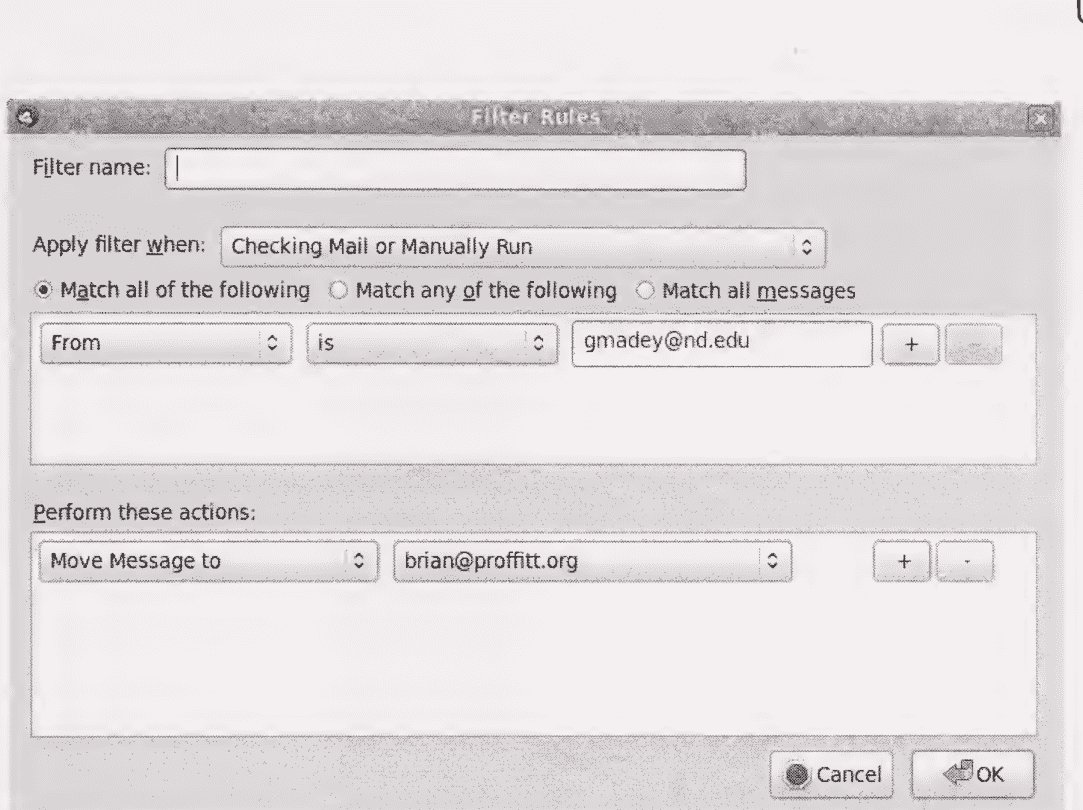 Filter Rules
Filter name:
Apply filter when: Checking Mail or Manually Run
Match all of the following Match any of the following Match all messages
From is gmadey@nd.edu + -
Perform these actions:
Move Message to brian@proffitt.org + -
Cancel OK